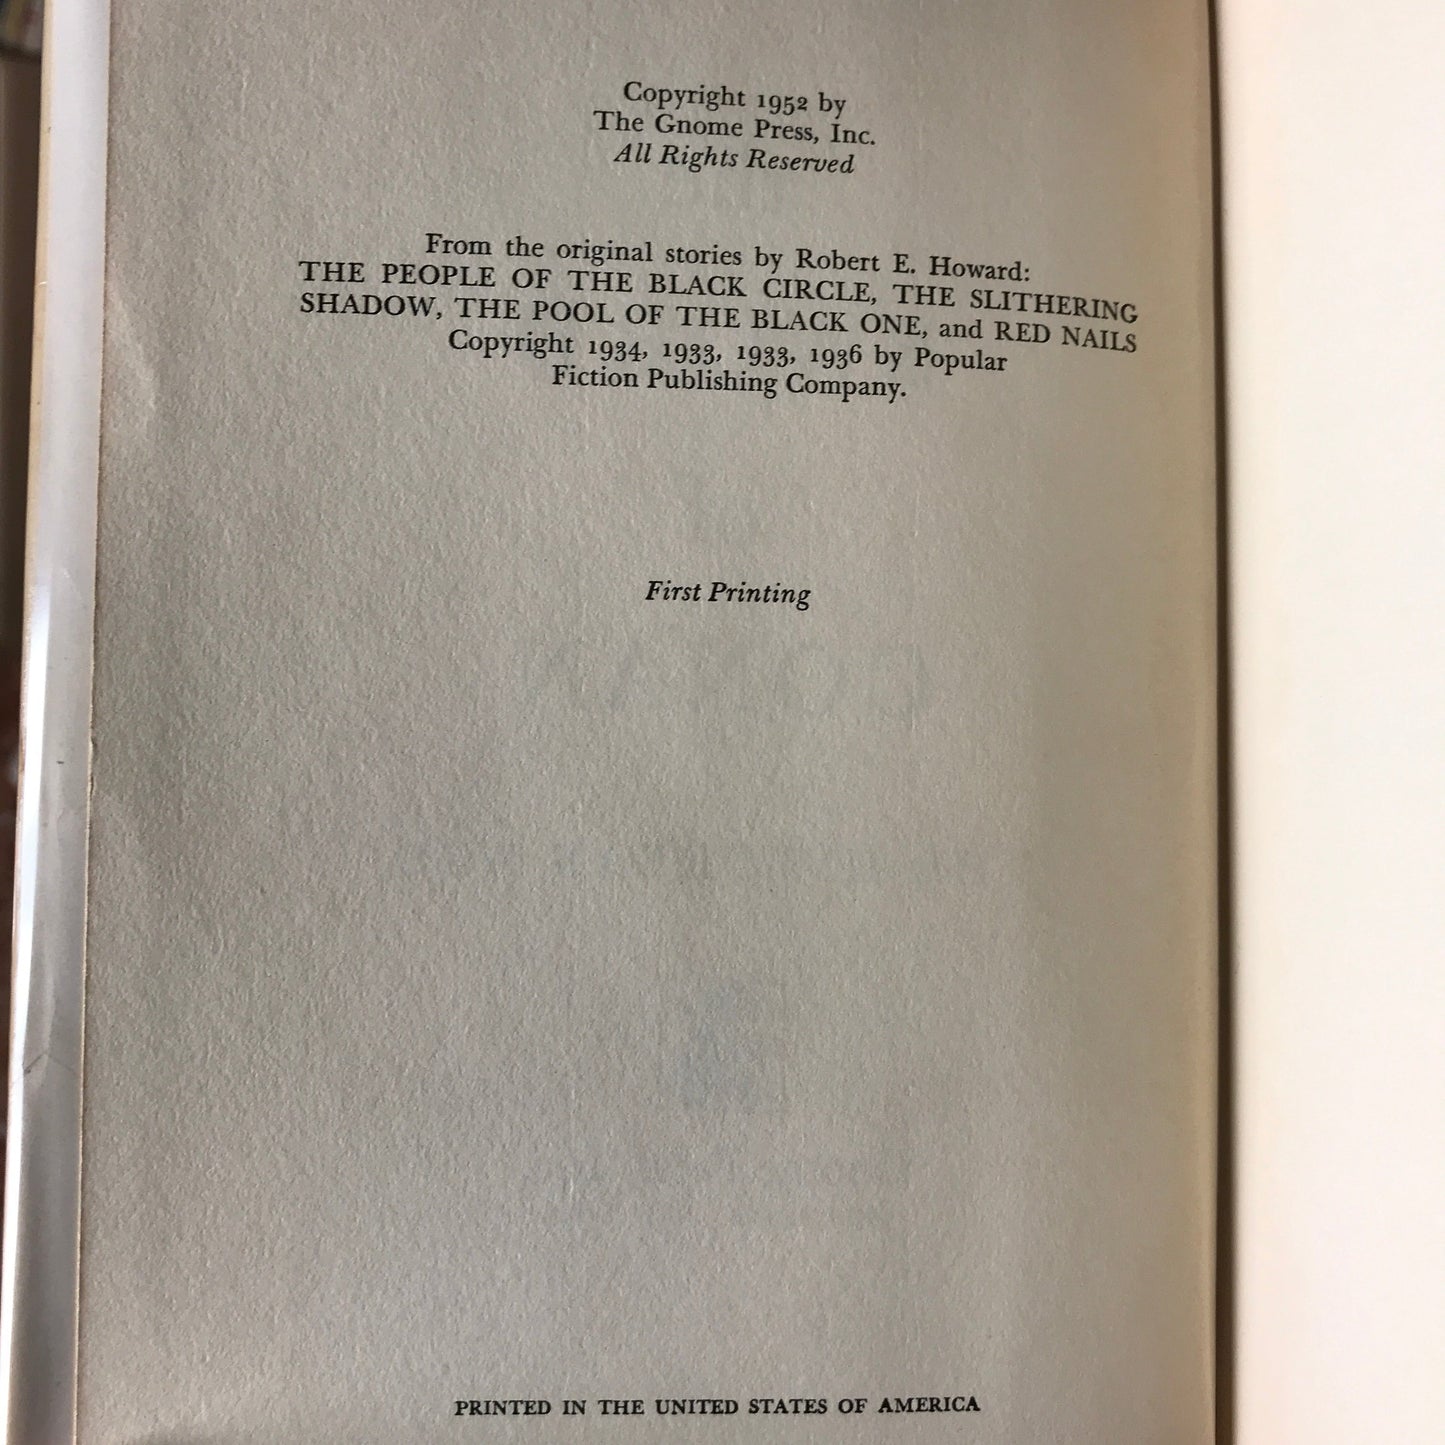 Copyright 1952 by
The Gnome Press, Inc.
All Rights Reserved
From the original stories by Robert E. Howard:
THE PEOPLE OF THE BLACK CIRCLE, THE SLITHERING
SHADOW, THE POOL OF THE BLACK ONE, and RED NAILS
Copyright 1934, 1933, 1933, 1936 by Popular
Fiction Publishing Company.
First Printing
PRINTED IN THE UNITED STATES OF AMERICA